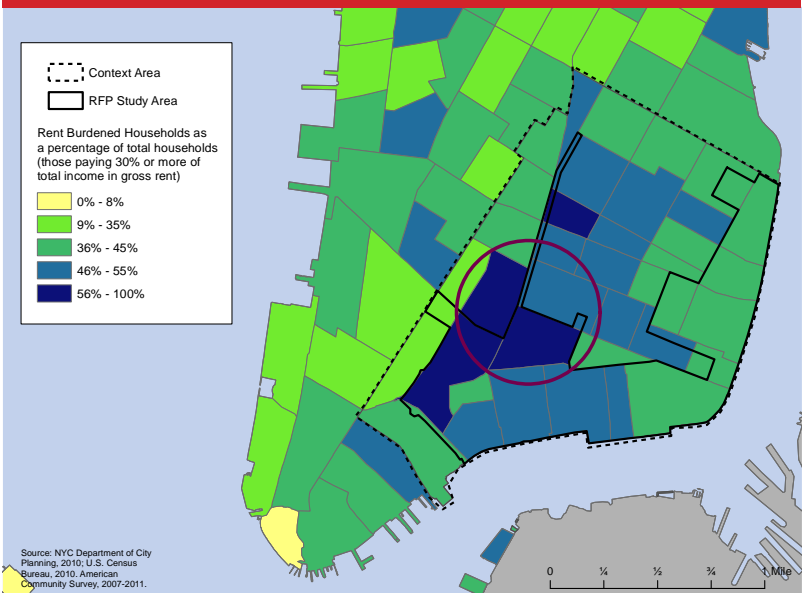 Context Area
RFP Study Area
Rent Burdened Households as
a percentage of total households
(those paying 30% or more of
total income in gross rent)
0% - 8%
9% - 35%
36% - 45%
46% - 55%
56% - 100%
Source: NYC Department of City
Planning, 2010; U.S. Census
Bureau, 2010. American
Community Survey, 2007-2011.
0 ¼ ½ ¾ 1 Mile